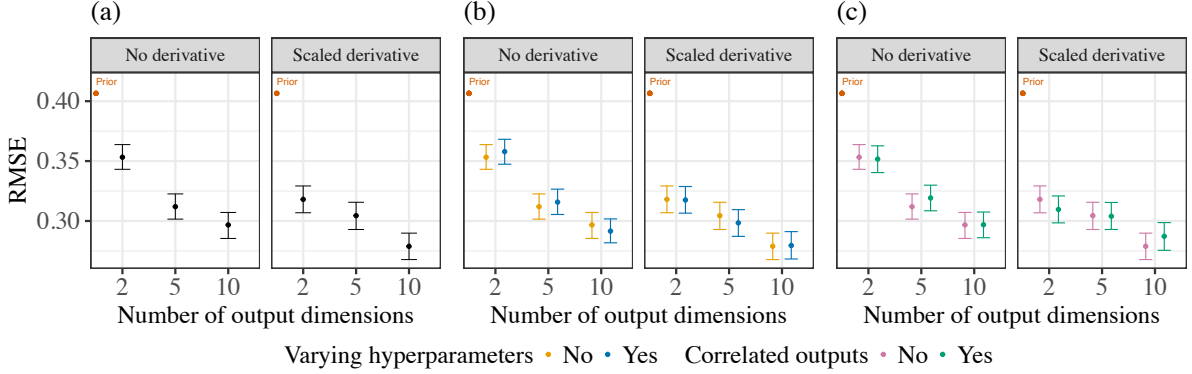 (a)
(b)
(c)
No derivative
Scaled derivative
No derivative
Scaled derivative
No derivative
Scaled derivative
Prior
Prior
Prior
Prior
Prior
Prior
RMSE
0.40
0.35
0.30
2 5 10
2 5 10
2 5 10
2 5 10
2 5 10
2 5 10
Number of output dimensions
Number of output dimensions
Number of output dimensions
Varying hyperparameters No Yes Correlated outputs No Yes